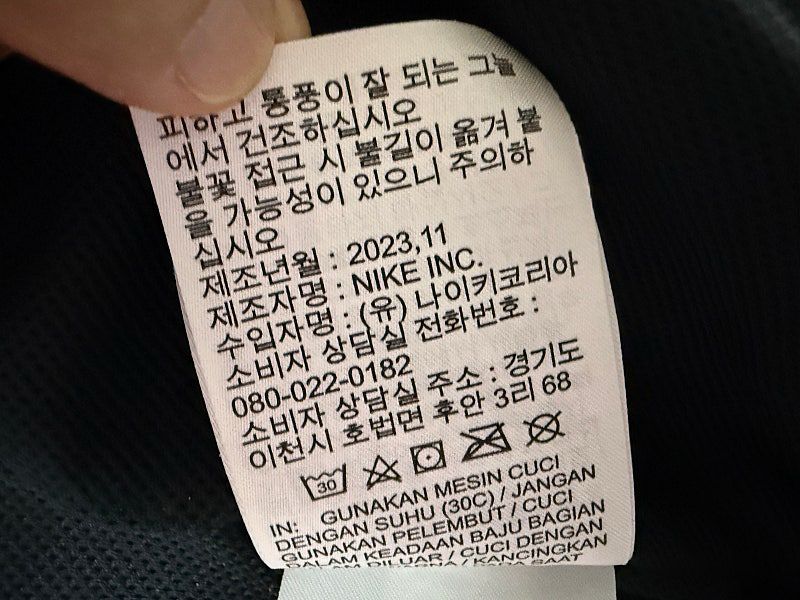 피하고 통풍이 잘 되는 그늘
에서 건조하십시오
불꽃 접근 시 불길이 옮겨 붙
을 가능성이 있으니 주의하
십시오
제조년월 : 2023,11
제조자명 : NIKE INC.
수입자명 : (유) 나이키코리아
소비자 상담실 전화번호 :
080-022-0182
소비자 상담실 주소 : 경기도
이천시 호법면 후안 3리 68
30
IN: GUNAKAN MESIN CUCI
DENGAN SUHU (30C) / JANGAN
GUNAKAN PELEMBUT / CUCI
DALAM KEADAAN BAJU BAGIAN
DALAM DILUAR / CUCI DENGAN
/ KANCINGKAN
SAAT